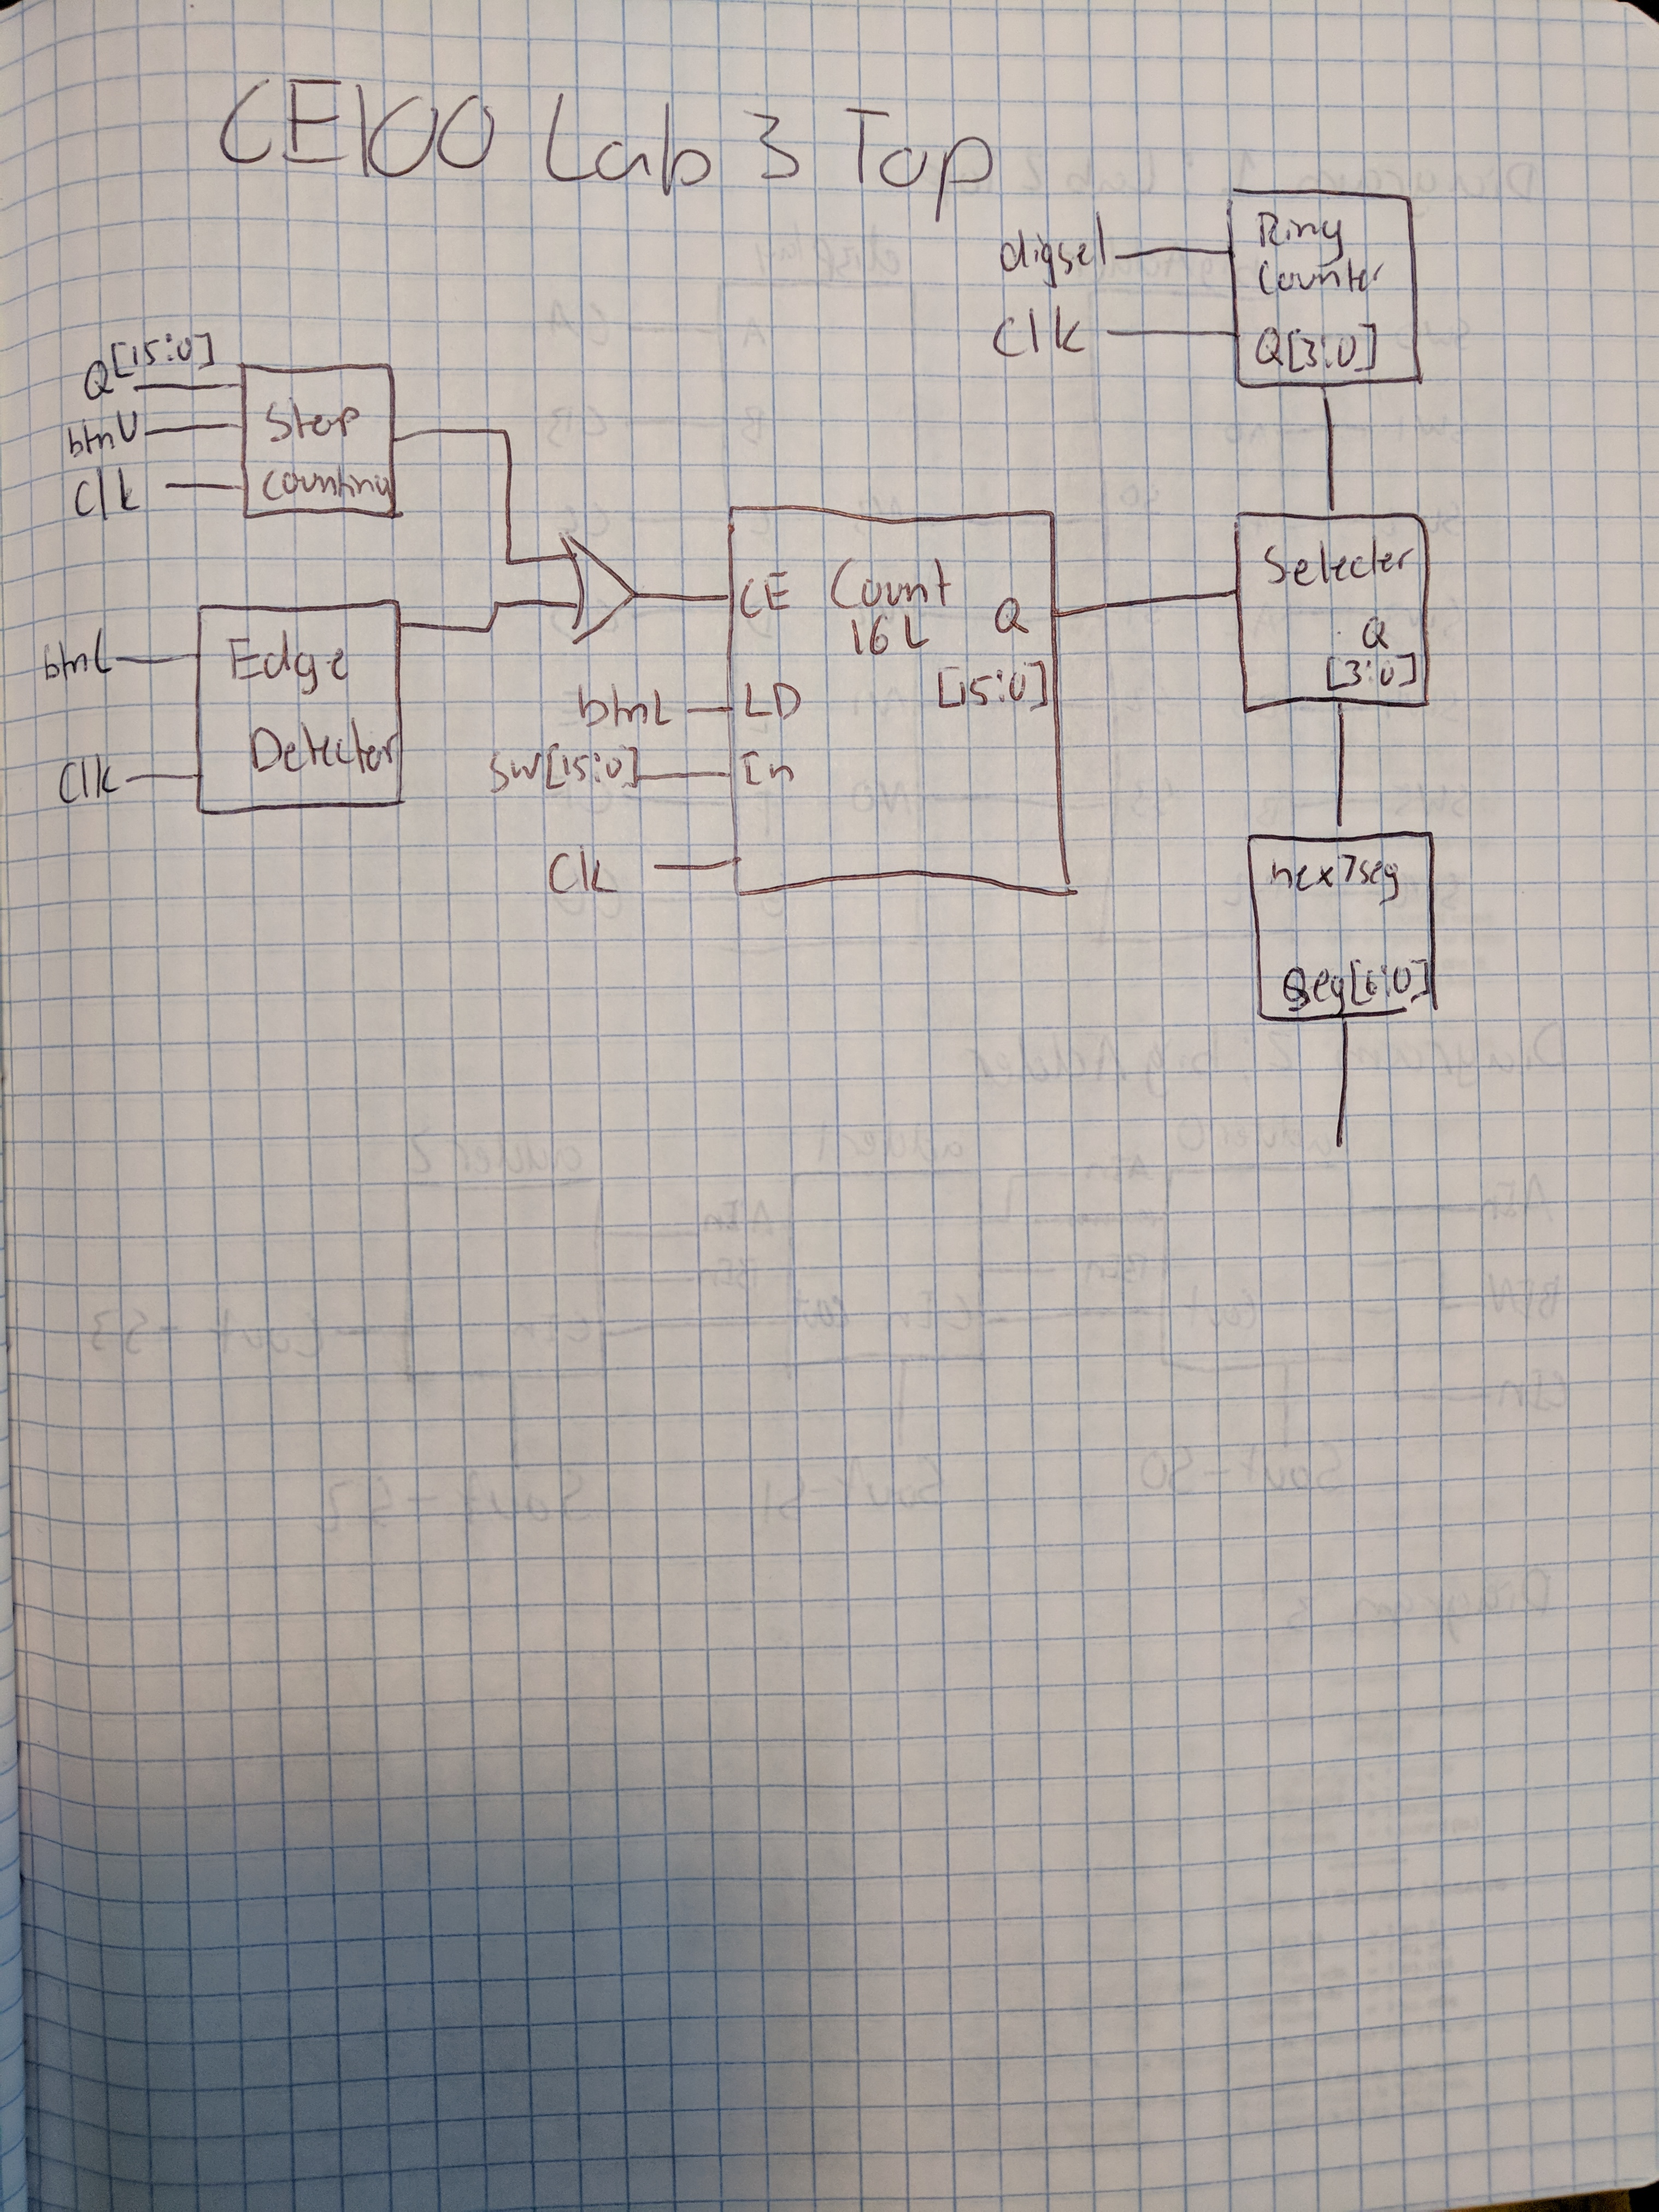 CE100 Lab 3 Top
digsel
Clk
Ring
Counter
Q[3:0]
Q[15:0]
btnU
Clk
Stop
counting
btnL
Clk
Edge
Detector
CE
Count
16L
Q
[15:0]
btnL
LD
sw[15:0]
In
Clk
Selecter
Q
[3:0]
hex7seg
seg[6:0]